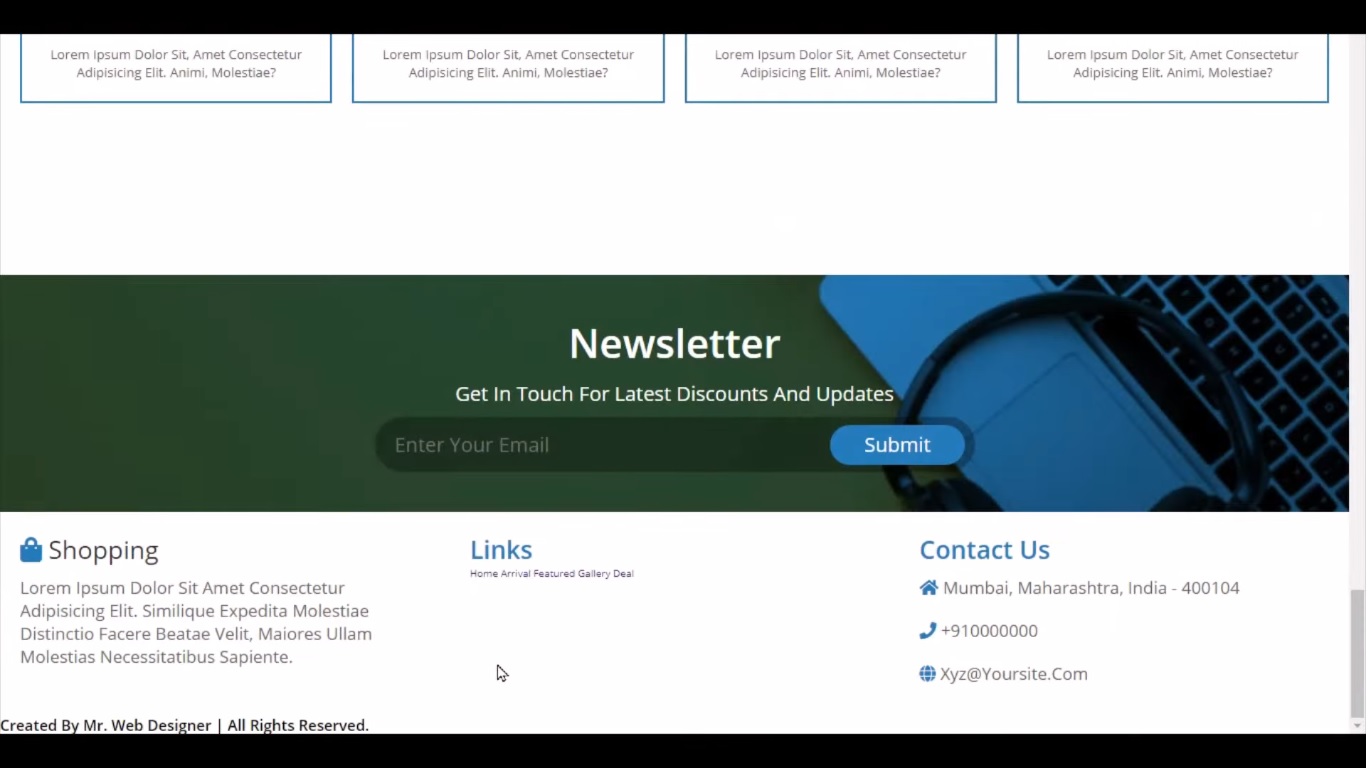 Lorem Ipsum Dolor Sit, Amet Consectetur
Adipisicing Elit. Animi, Molestiae?
Lorem Ipsum Dolor Sit, Amet Consectetur
Adipisicing Elit. Animi, Molestiae?
Lorem Ipsum Dolor Sit, Amet Consectetur
Adipisicing Elit. Animi, Molestiae?
Lorem Ipsum Dolor Sit, Amet Consectetur
Adipisicing Elit. Animi, Molestiae?
Newsletter
Get In Touch For Latest Discounts And Updates
Enter Your Email
Submit
Shopping
Lorem Ipsum Dolor Sit Amet Consectetur
Adipisicing Elit. Similique Expedita Molestiae
Distinctio Facere Beatae Velit, Maiores Ullam
Molestias Necessitatibus Sapiente.
Links
Home Arrival Featured Gallery Deal
Contact Us
Mumbai, Maharashtra, India - 400104
+910000000
Xyz@Yoursite.Com
Created By Mr. Web Designer | All Rights Reserved.